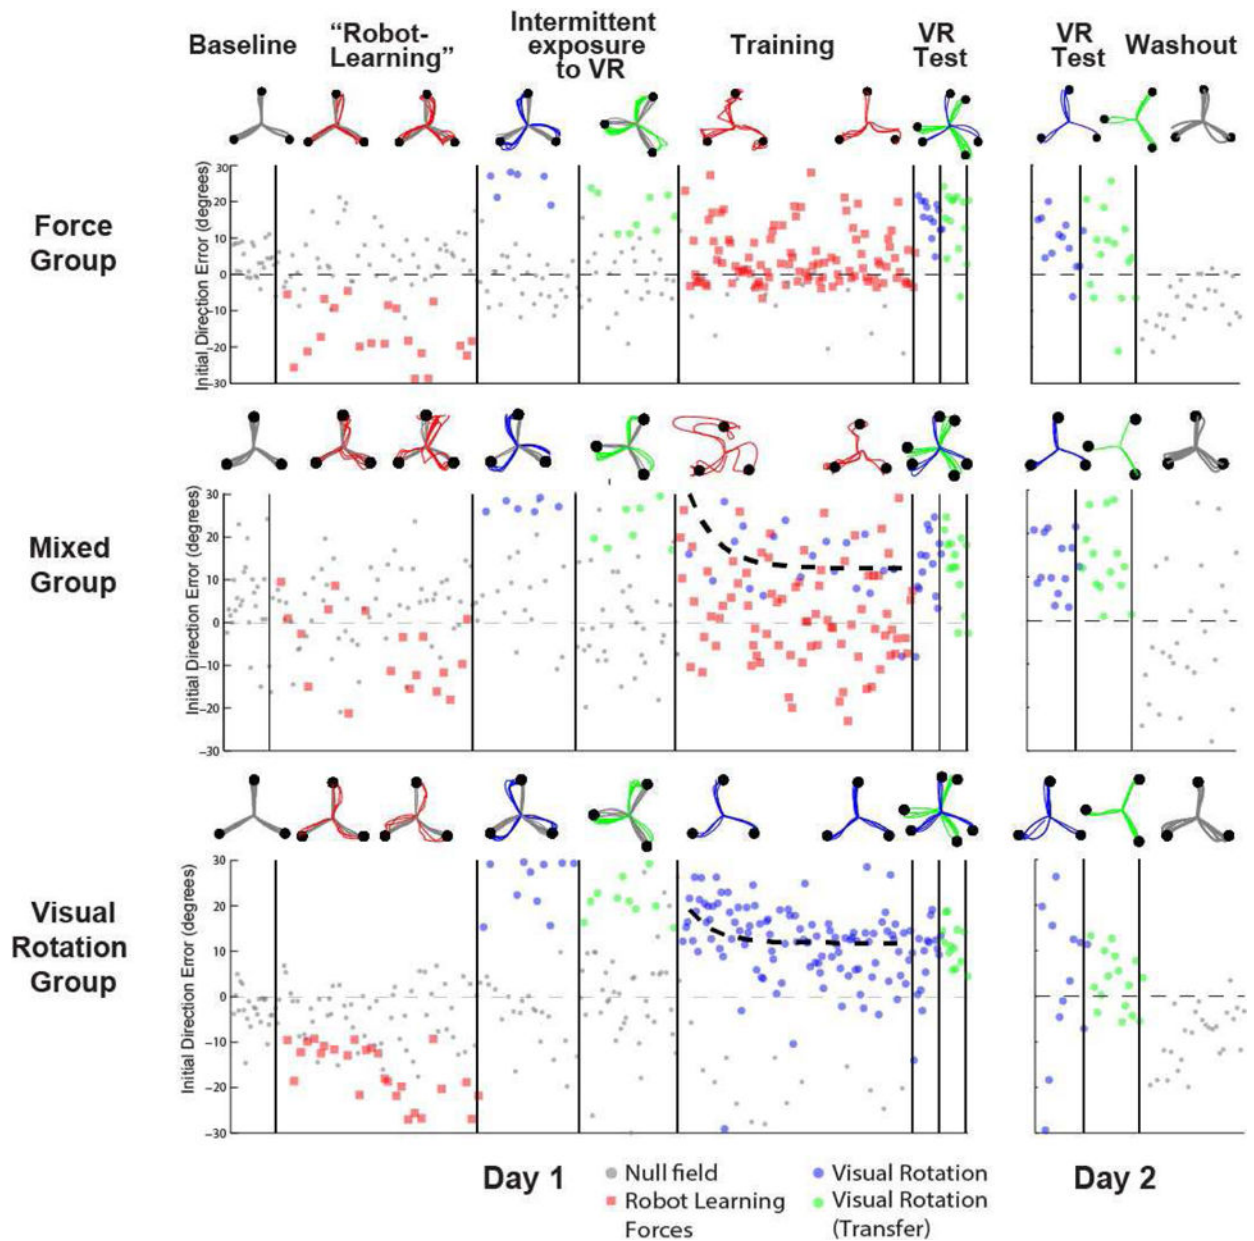 Baseline
“Robot-
Learning”
Intermittent
exposure
to VR
Training
VR
Test
VR
Test
Washout
Force
Group
Initial Direction Error (degrees)
30
20
10
0
−10
−20
−30
Mixed
Group
Initial Direction Error (degrees)
30
20
10
0
−10
−20
−30
Visual
Rotation
Group
Initial Direction Error (degrees)
30
20
10
0
−10
−20
−30
Day 1
Null field
Robot Learning
Forces
Visual Rotation
Visual Rotation
(Transfer)
Day 2